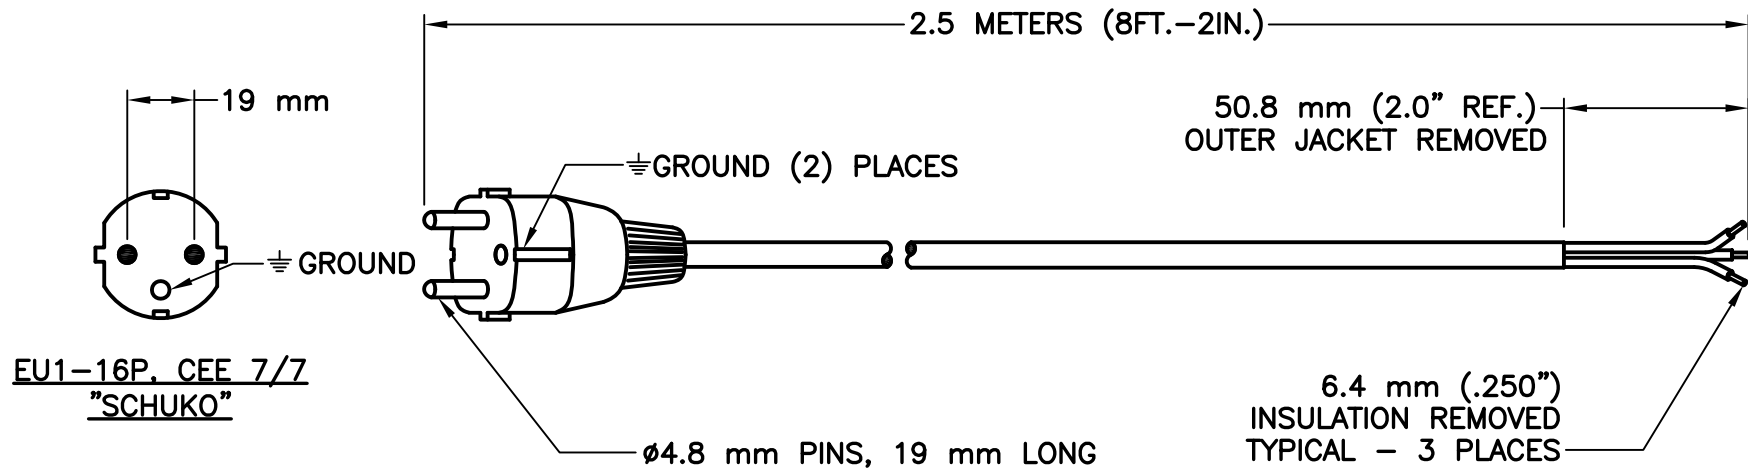 2.5 METERS (8FT.-2IN.)
19 mm
50.8 mm (2.0" REF.)
OUTER JACKET REMOVED
GROUND (2) PLACES
GROUND
EU1-16P, CEE 7/7
"SCHUKO"
6.4 mm (.250")
INSULATION REMOVED
TYPICAL - 3 PLACES
ø4.8 mm PINS, 19 mm LONG